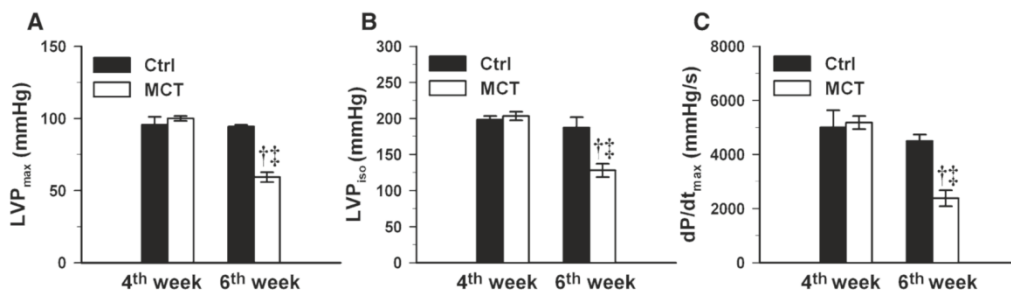 A
LVPmax (mmHg)
150
100
50
0
Ctrl
MCT
†‡
4th week
6th week
B
LVPiso (mmHg)
300
250
200
150
100
50
0
Ctrl
MCT
†‡
4th week
6th week
C
dP/dtmax (mmHg/s)
8000
6000
4000
2000
0
Ctrl
MCT
†‡
4th week
6th week